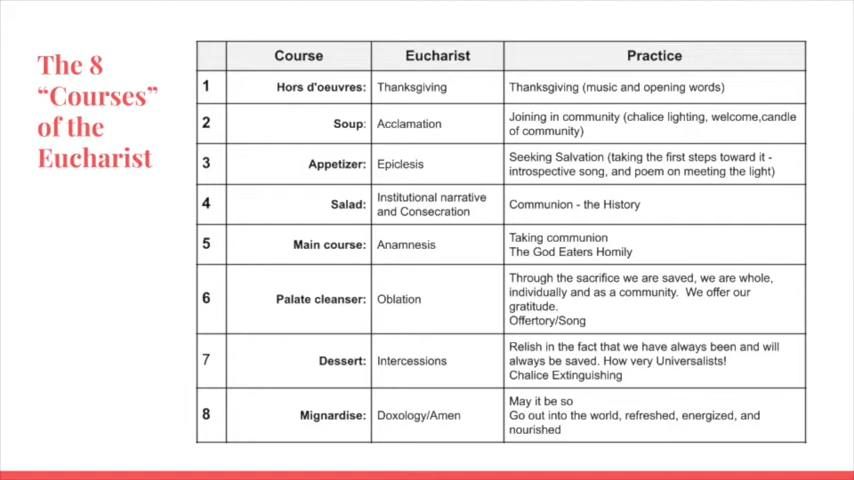 The 8
“Courses”
of the
Eucharist
Course Eucharist Practice
1 Hors d'oeuvres: Thanksgiving Thanksgiving (music and opening words)
2 Soup: Acclamation Joining in community (chalice lighting, welcome,candle
of community)
3 Appetizer: Epiclesis Seeking Salvation (taking the first steps toward it -
introspective song, and poem on meeting the light)
4 Salad: Institutional narrative
and Consecration Communion - the History
5 Main course: Anamnesis Taking communion
The God Eaters Homily
6 Palate cleanser: Oblation Through the sacrifice we are saved, we are whole,
individually and as a community. We offer our
gratitude.
Offertory/Song
7 Dessert: Intercessions Relish in the fact that we have always been and will
always be saved. How very Universalists!
Chalice Extinguishing
8 Mignardise: Doxology/Amen May it be so
Go out into the world, refreshed, energized, and
nourished